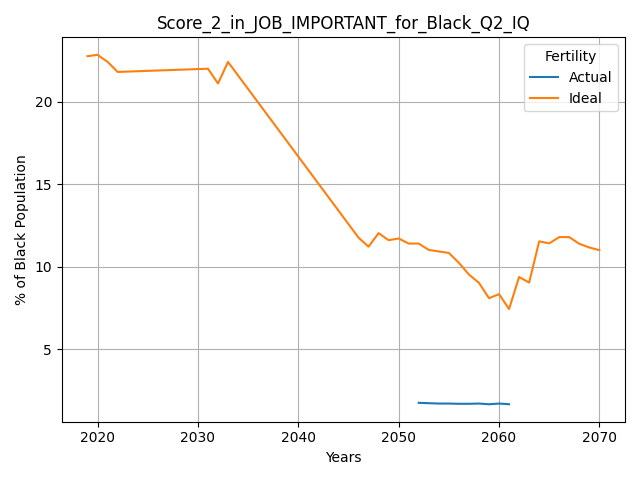 Score_2_in_JOB_IMPORTANT_for_Black_Q2_IQ
Fertility
Actual
Ideal
% of Black Population
20
15
10
5
2020 2030 2040 2050 2060 2070
Years